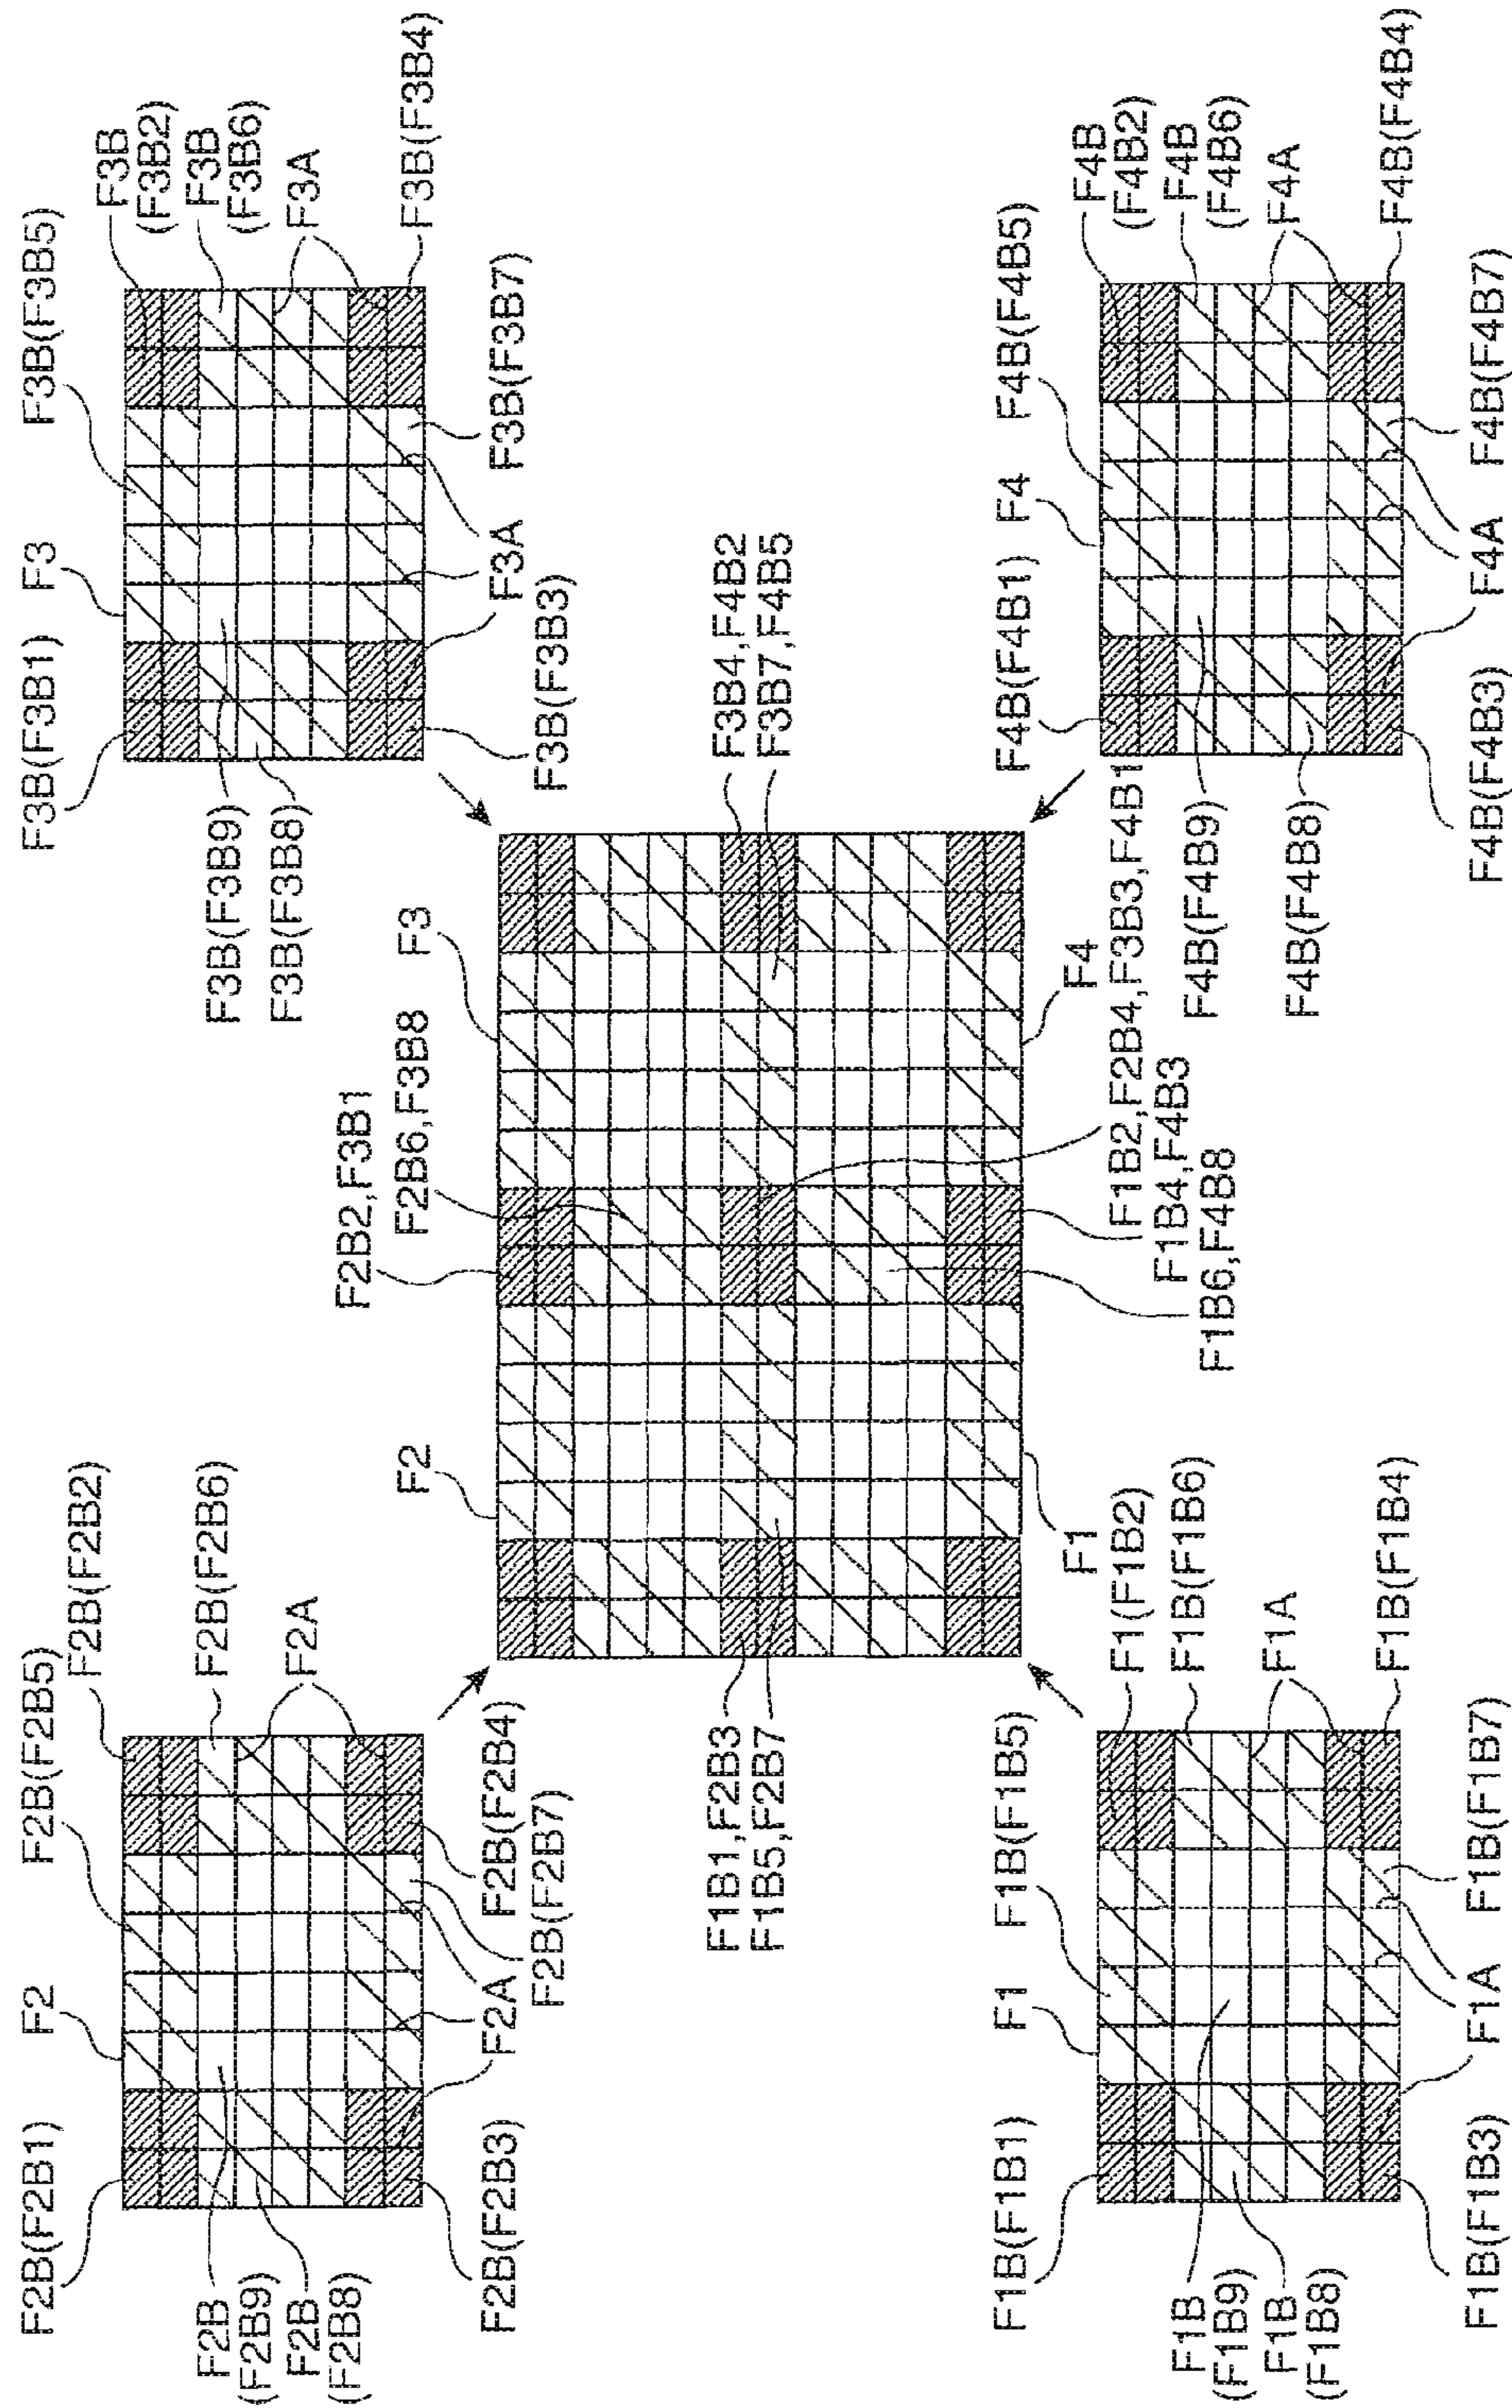 F2B(F2B1)
F2
F2B(F2B5)
F2B(F2B2)
F2B(F2B6)
F2A
F2B
(F2B9)
F2B
(F2B8)
F2B(F2B3)
F2A
F2B(F2B4)
F2B(F2B7)
F3B(F3B1)
F3
F3B(F3B5)
F3B
(F3B2)
F3B
(F3B6)
F3A
F3B(F3B4)
F3B(F3B9)
F3B(F3B8)
F3B(F3B3)
F3A
F3B(F3B7)
F2
F2B2,F3B1
F2B6,F3B8
F3
F1B1,F2B3
F1B5,F2B7
F3B4,F4B2
F3B7,F4B5
F1
F4
F1B2,F2B4,F3B3,F4B1
F1B4,F4B3
F1B6,F4B8
F1B(F1B1)
F1
F1B(F1B5)
F1(F1B2)
F1B(F1B6)
F1A
F1B(F1B4)
F1B
(F1B9)
F1B
(F1B8)
F1B(F1B3)
F1A
F1B(F1B7)
F4B(F4B1)
F4
F4B(F4B5)
F4B
(F4B2)
F4B
(F4B6)
F4A
F4B(F4B4)
F4B(F4B9)
F4B(F4B8)
F4B(F4B3)
F4A
F4B(F4B7)